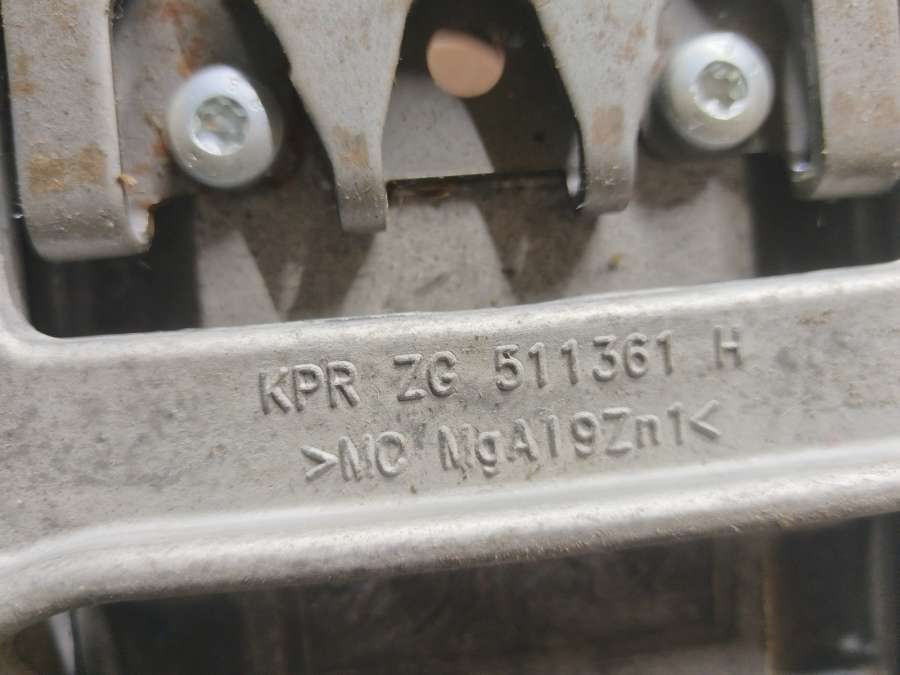 KPR ZG 511361 H
>MC MgAl9Zn1<